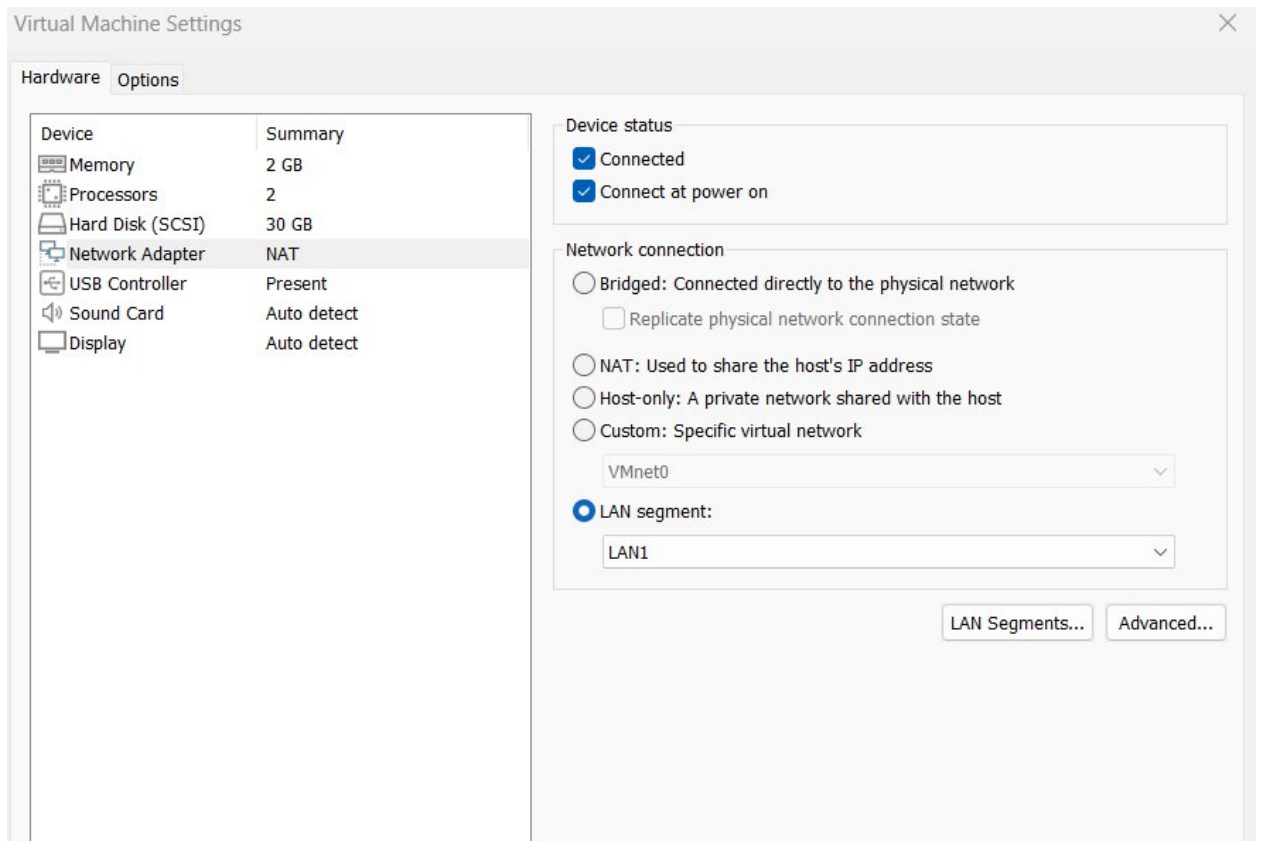 Virtual Machine Settings
Hardware Options
Device Summary
Memory 2 GB
Processors 2
Hard Disk (SCSI) 30 GB
Network Adapter NAT
USB Controller Present
Sound Card Auto detect
Display Auto detect
Device status
Connected
Connect at power on
Network connection
Bridged: Connected directly to the physical network
Replicate physical network connection state
NAT: Used to share the host's IP address
Host-only: A private network shared with the host
Custom: Specific virtual network
VMnet0
LAN segment:
LAN1
LAN Segments... Advanced...